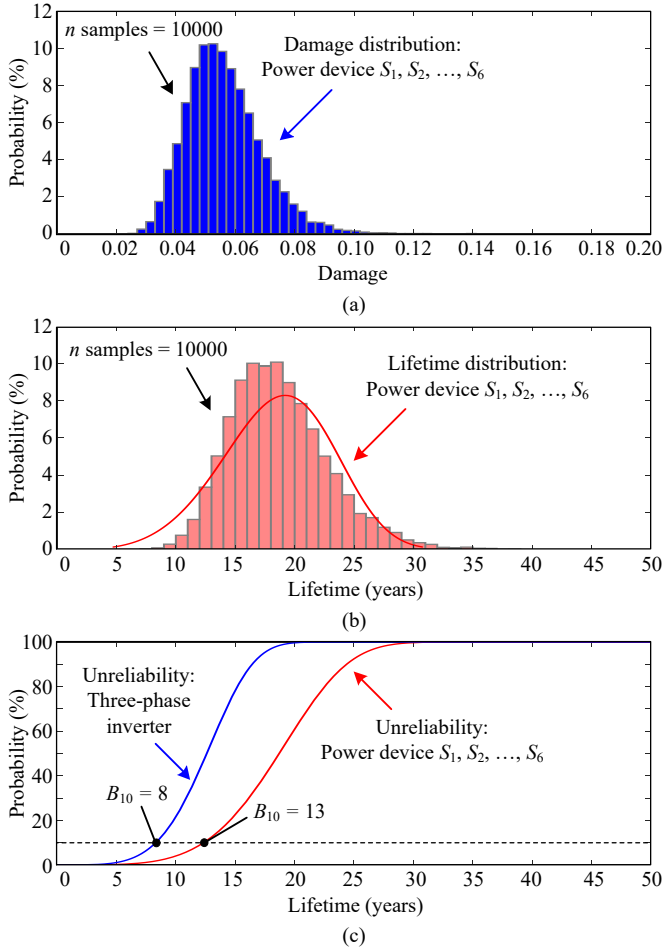 12
10
8
6
4
2
0
Probability (%)
n samples = 10000
Damage distribution:
Power device S1, S2, …, S6
0 0.02 0.04 0.06 0.08 0.10 0.12 0.14 0.16 0.18 0.20
Damage
(a)
12
10
8
6
4
2
0
Probability (%)
n samples = 10000
Lifetime distribution:
Power device S1, S2, …, S6
0 5 10 15 20 25 30 35 40 45 50
Lifetime (years)
(b)
100
80
60
40
20
0
Probability (%)
Unreliability:
Three-phase
inverter
Unreliability:
Power device S1, S2, …, S6
B10 = 8
B10 = 13
0 5 10 15 20 25 30 35 40 45 50
Lifetime (years)
(c)